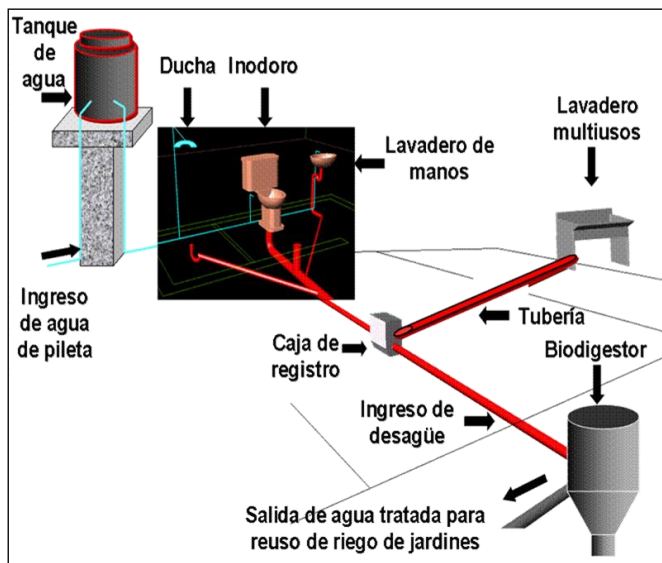 Tanque
de
agua
Ducha
Inodoro
Lavadero de
manos
Lavadero
multiusos
Ingreso
de agua
de pileta
Caja de
registro
Tubería
Biodigestor
Ingreso de
desagüe
Salida de agua tratada para
reuso de riego de jardines